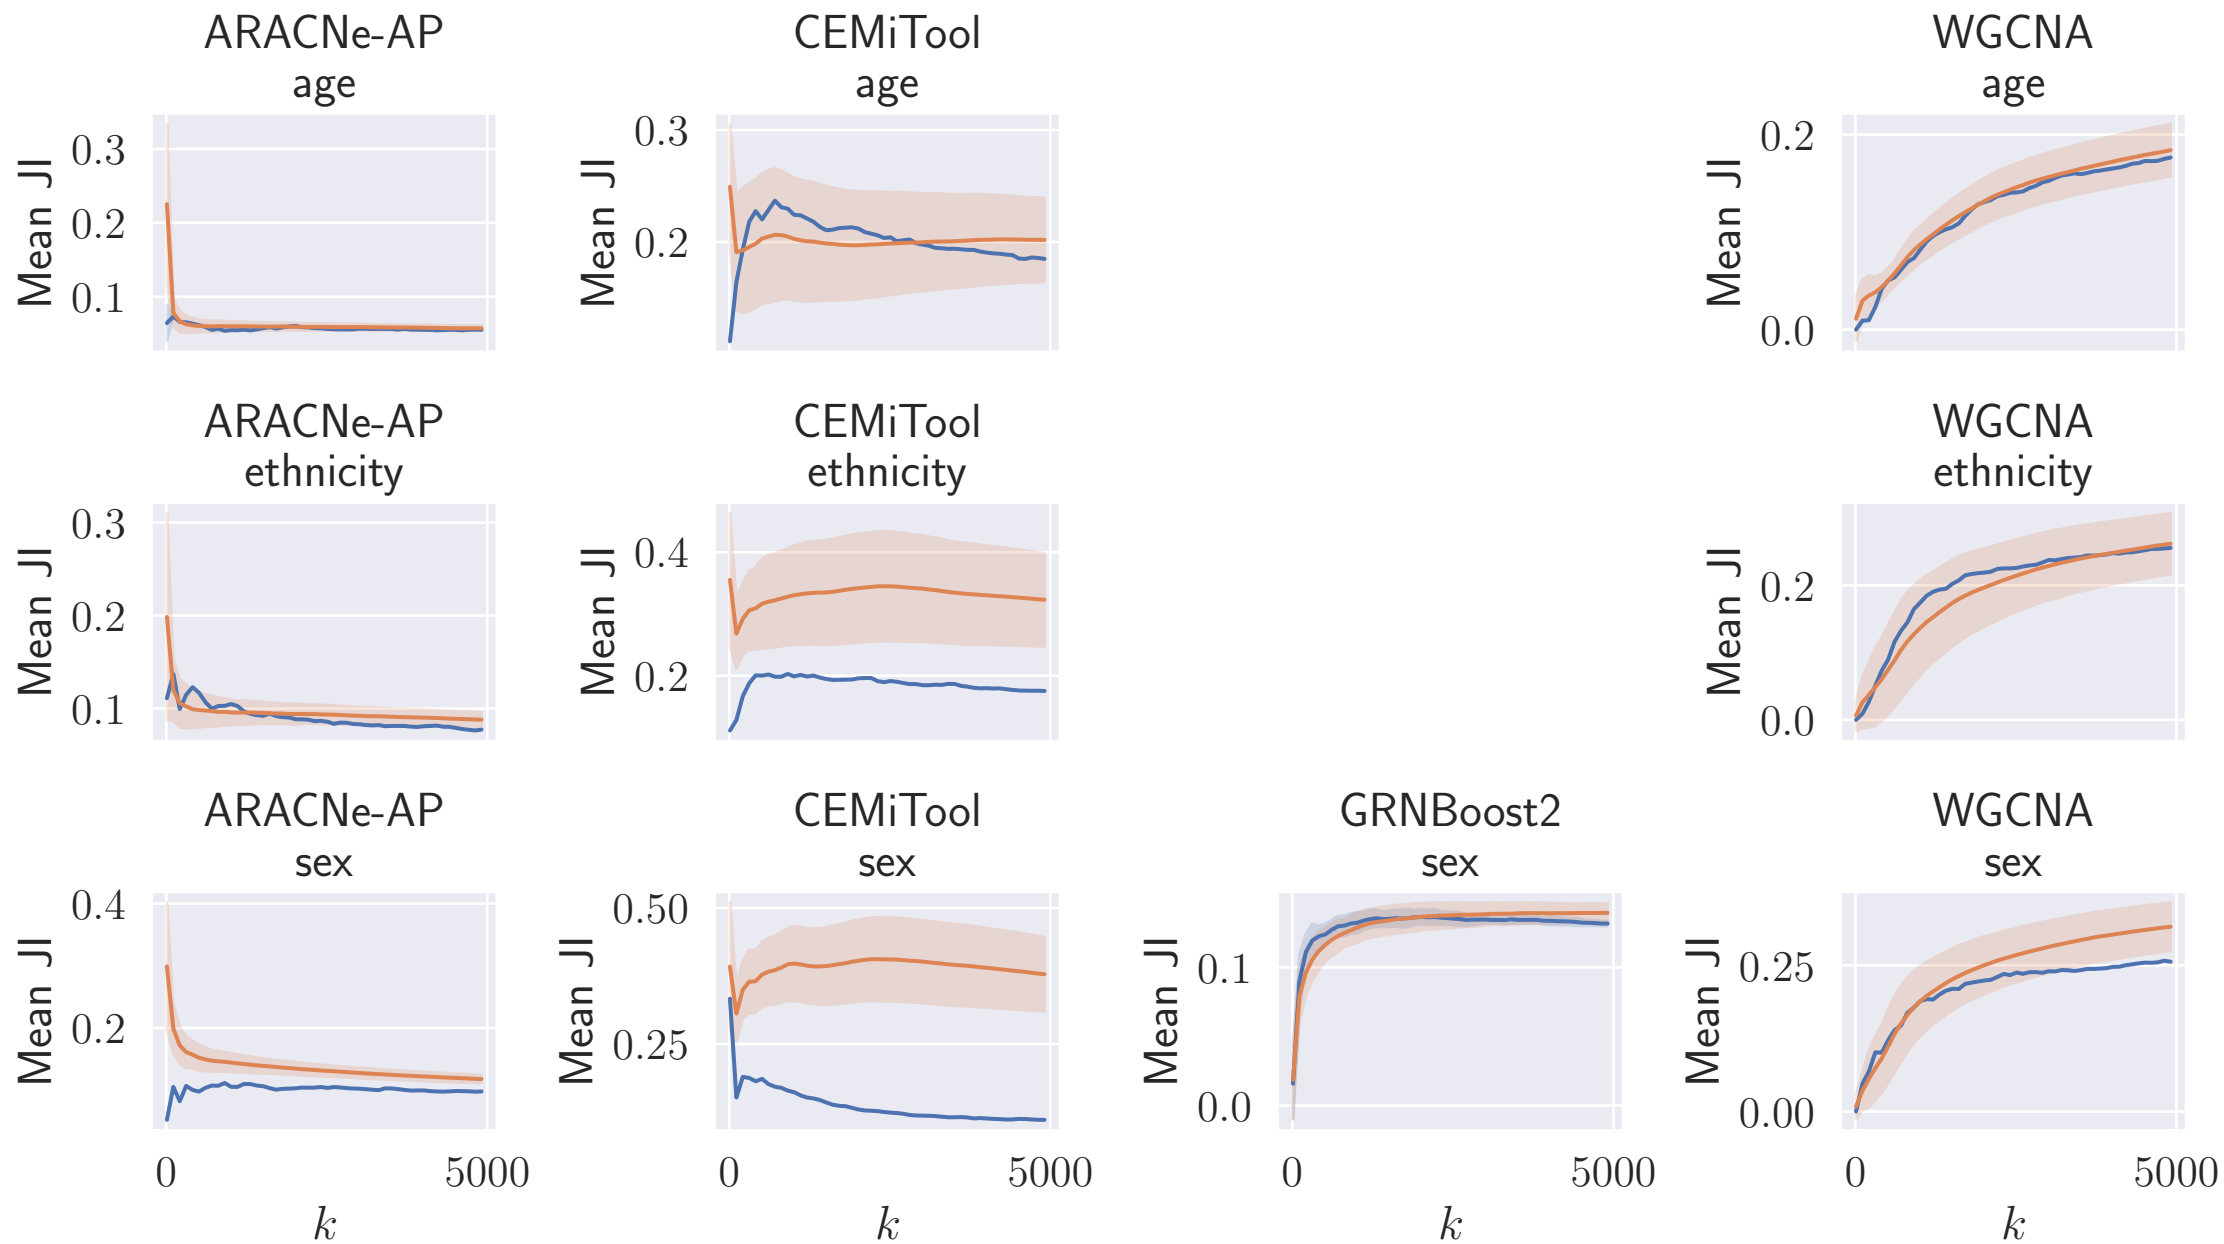 ARACNe-AP
age
CEMiTool
age
WGCNA
age
Mean JI
0.3
0.2
0.1
Mean JI
0.3
0.2
Mean JI
0.2
0.0
ARACNe-AP
ethnicity
CEMiTool
ethnicity
WGCNA
ethnicity
Mean JI
0.3
0.2
0.1
Mean JI
0.4
0.2
Mean JI
0.2
0.0
ARACNe-AP
sex
CEMiTool
sex
GRNBoost2
sex
WGCNA
sex
Mean JI
0.4
0.2
0 5000
k
Mean JI
0.50
0.25
0 5000
k
Mean JI
0.1
0.0
0 5000
k
Mean JI
0.25
0.00
0 5000
k